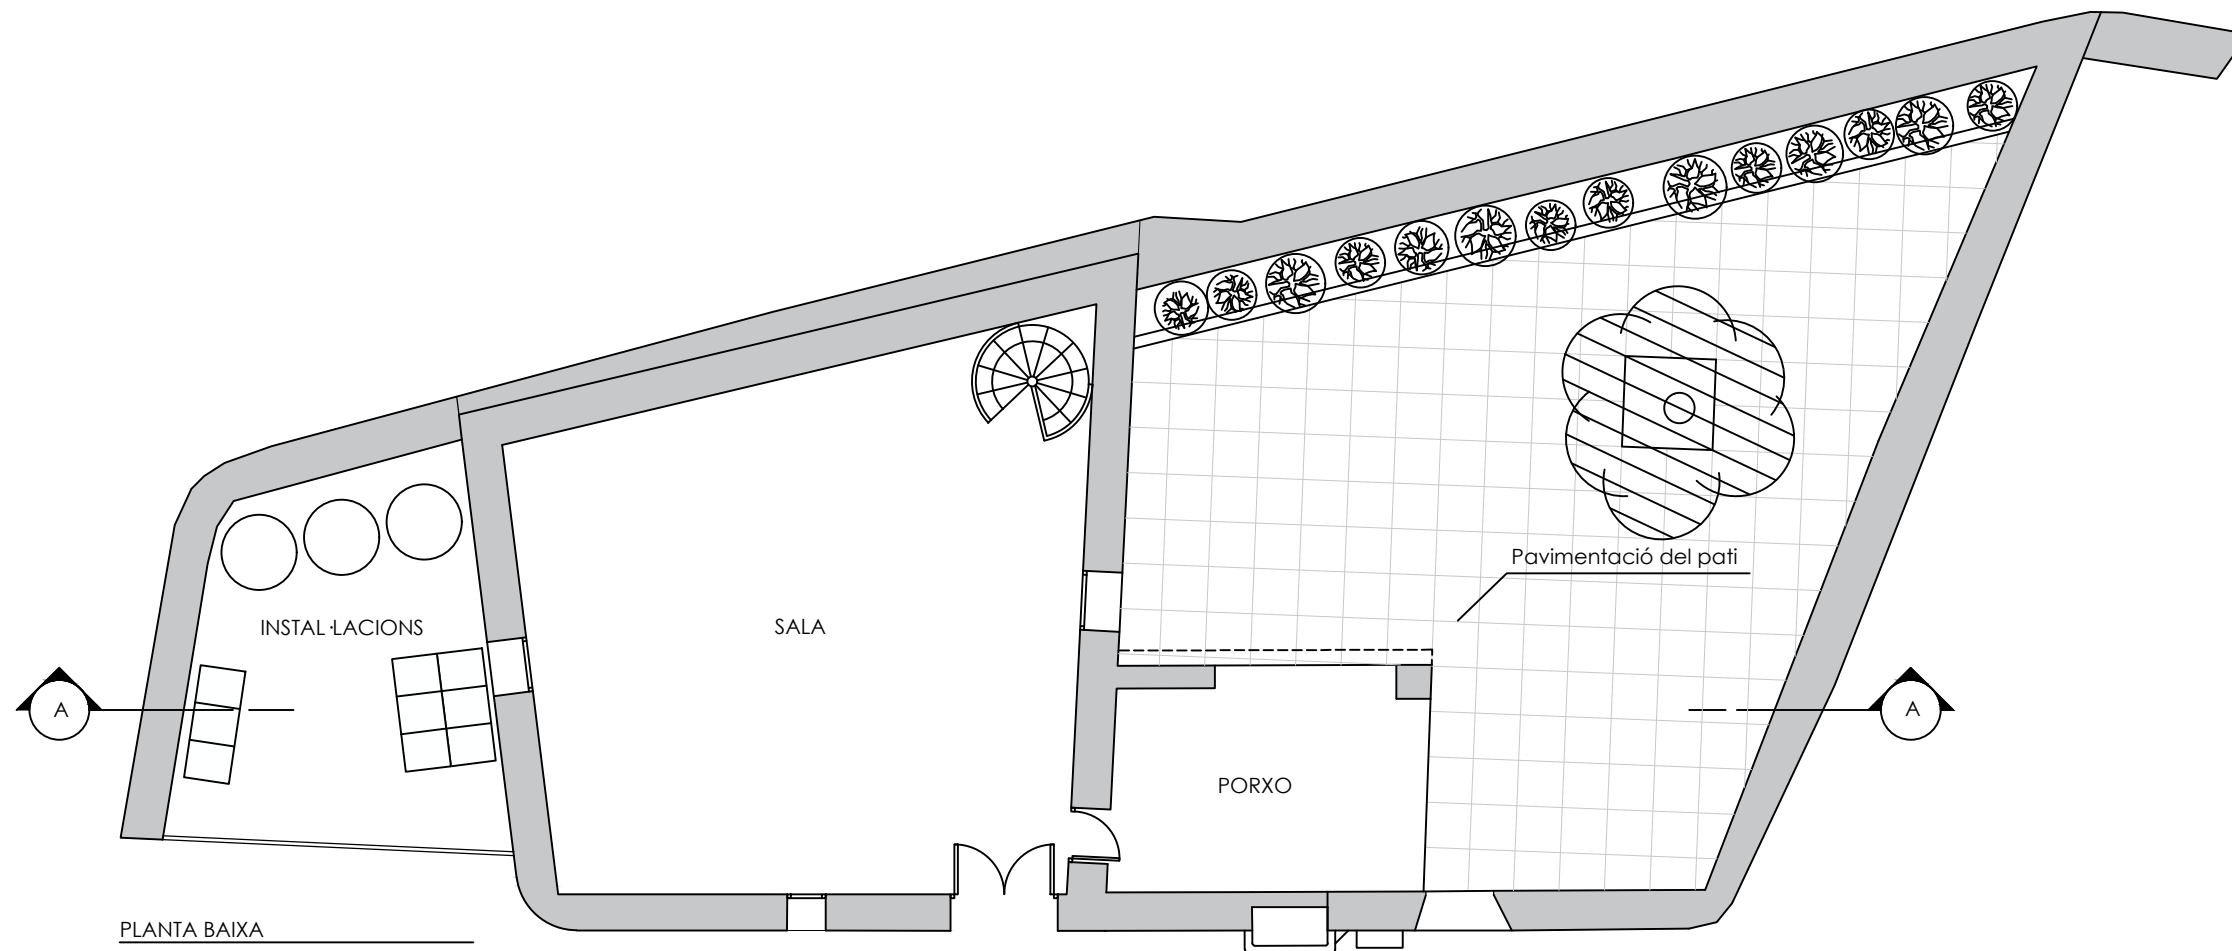 Pavimentació del pati
INSTAL·LACIONS
SALA
A
A
PORXO
PLANTA BAIXA